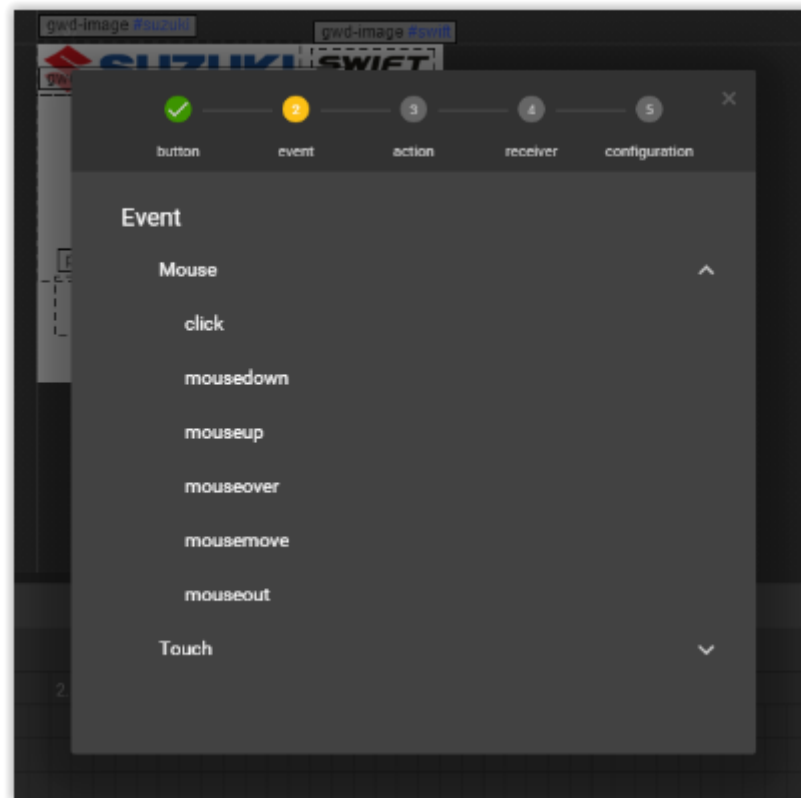 gwd-image #suzuki
gwd-image #swift
SUZUKI SWIFT
2 3 4 5
button event action receiver configuration
Event
Mouse
click
mousedown
mouseup
mouseover
mousemove
mouseout
Touch
2.